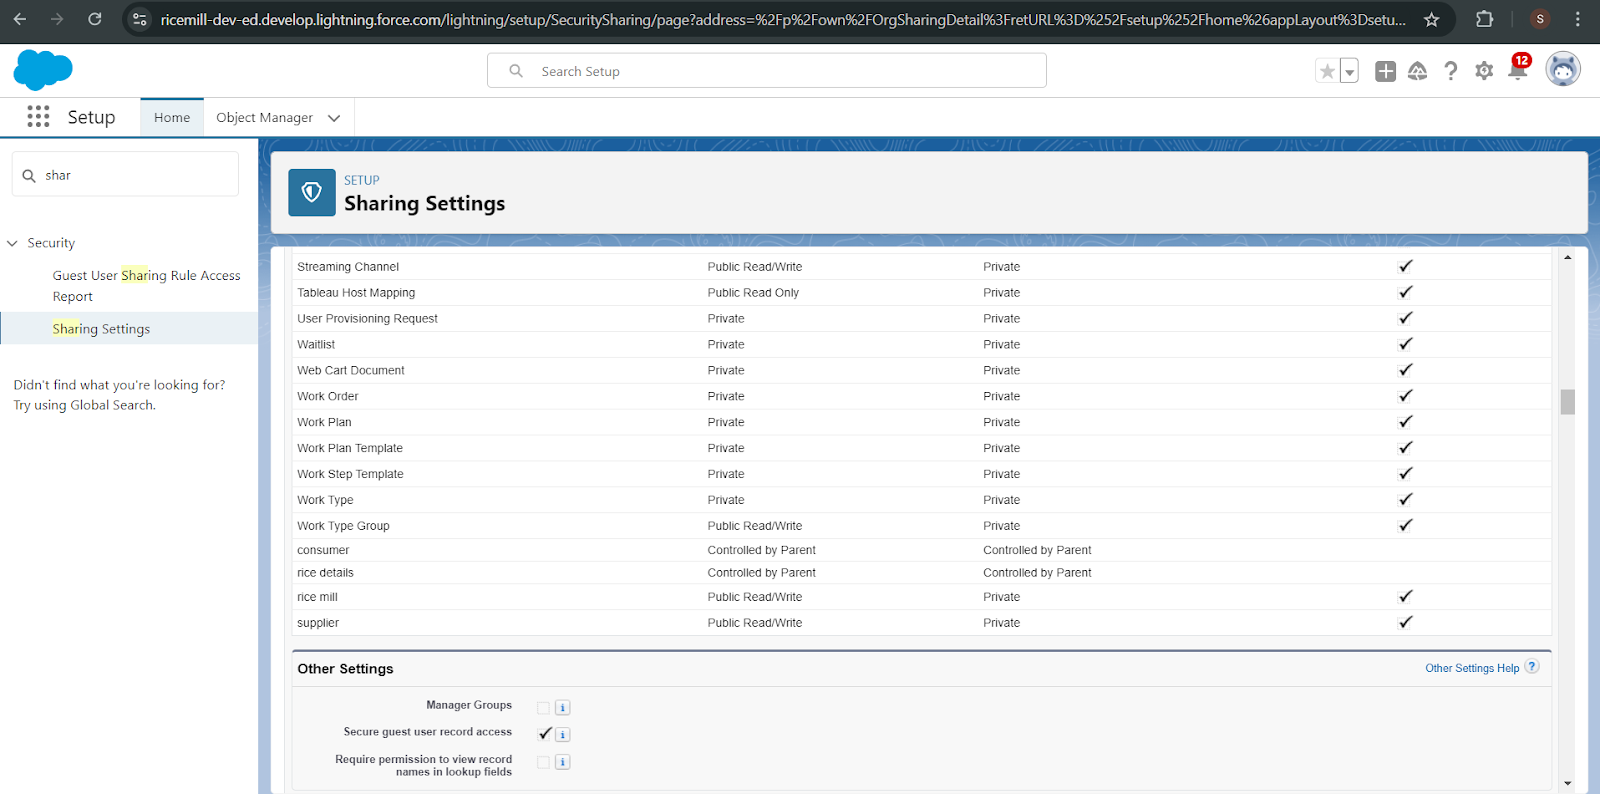 ricemill-dev-ed.develop.lightning.force.com/lightning/setup/SecuritySharing/page?address=%2Fp%2Fown%2FOrgSharingDetail%3FretURL%3D%252Fsetup%252Fhome%26appLayout%3Dsetu...
S
Search Setup
12
Setup
Home
Object Manager
shar
Security
Guest User Sharing Rule Access
Report
Sharing Settings
Didn't find what you're looking for?
Try using Global Search.
SETUP
Sharing Settings
Streaming Channel Public Read/Write Private
Tableau Host Mapping Public Read Only Private
User Provisioning Request Private Private
Waitlist Private Private
Web Cart Document Private Private
Work Order Private Private
Work Plan Private Private
Work Plan Template Private Private
Work Step Template Private Private
Work Type Private Private
Work Type Group Public Read/Write Private
consumer Controlled by Parent Controlled by Parent
rice details Controlled by Parent Controlled by Parent
rice mill Public Read/Write Private
supplier Public Read/Write Private
Other Settings
Other Settings Help ?
Manager Groups i
Secure guest user record access i
Require permission to view record
names in lookup fields i